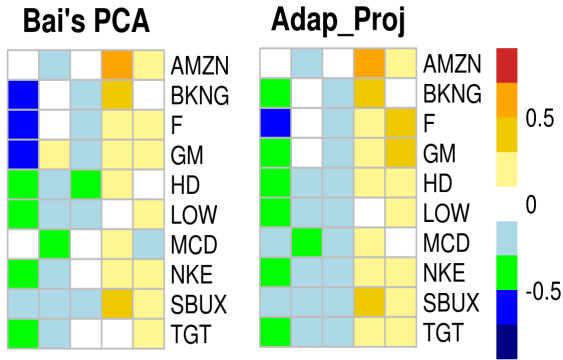 Bai's PCA
Adap_Proj
AMZN
BKNG
F
GM
HD
LOW
MCD
NKE
SBUX
TGT
AMZN
BKNG
F
GM
HD
LOW
MCD
NKE
SBUX
TGT
0.5
0
-0.5